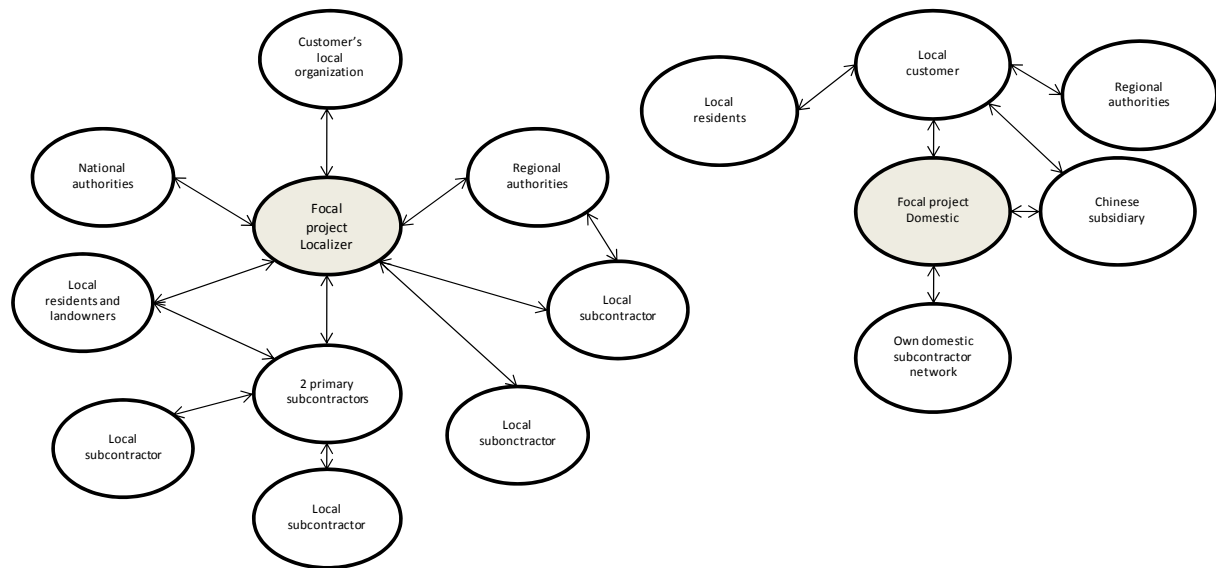 Customer's
local
organization
National
authorities
Regional
authorities
Focal
project
Localizer
Local
residents and
landowners
Local
subcontractor
2 primary
subcontractors
Local
subcontractor
Local
subonctractor
Local
subcontractor
Local
customer
Local
residents
Regional
authorities
Focal project
Domestic
Chinese
subsidiary
Own domestic
subcontractor
network